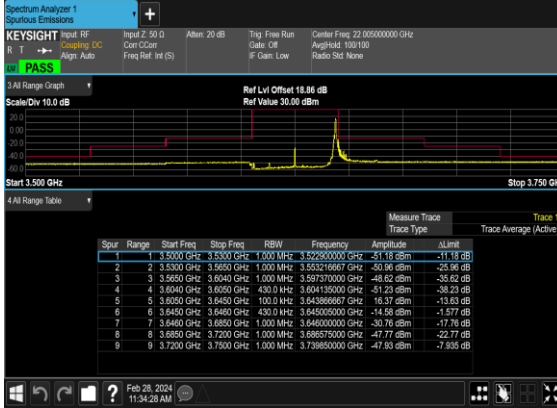 Spectrum Analyzer 1
Spurious Emissions
+
KEYSIGHT Input: RF Input Z: 50 Ω Atten: 20 dB Trig: Free Run Center Freq: 22.005000000 GHz
R T Coupling: DC Corr CCorr Gate: Off Avg|Hold: 100/100
Align: Auto Freq Ref: Int (S) IF Gain: Low Radio Std: None
PASS
3 All Range Graph
Ref Lvl Offset 18.86 dB
Scale/Div 10.0 dB Ref Value 30.00 dBm
20.0
0.00
-20.0
-40.0
-60.0
Start 3.500 GHz Stop 3.750 GH
4 All Range Table
Measure Trace Trace 1
Trace Type Trace Average (Active
Spur Range Start Freq Stop Freq RBW Frequency Amplitude ΔLimit
1 1 3.5000 GHz 3.5300 GHz 1.000 MHz 3.522900000 GHz -51.18 dBm -11.18 dB
2 2 3.5300 GHz 3.5650 GHz 1.000 MHz 3.553216667 GHz -50.96 dBm -25.96 dB
3 3 3.5650 GHz 3.6040 GHz 1.000 MHz 3.597370000 GHz -48.62 dBm -35.62 dB
4 4 3.6040 GHz 3.6050 GHz 430.0 kHz 3.604135000 GHz -51.23 dBm -38.23 dB
5 5 3.6050 GHz 3.6450 GHz 100.0 kHz 3.643866667 GHz 16.37 dBm -13.63 dB
6 6 3.6450 GHz 3.6460 GHz 430.0 kHz 3.645005000 GHz -14.58 dBm -1.577 dB
7 7 3.6460 GHz 3.6850 GHz 1.000 MHz 3.646000000 GHz -30.76 dBm -17.76 dB
8 8 3.6850 GHz 3.7200 GHz 1.000 MHz 3.686575000 GHz -47.77 dBm -22.77 dB
9 9 3.7200 GHz 3.7500 GHz 1.000 MHz 3.739850000 GHz -47.93 dBm -7.935 dB
? Feb 28, 2024
11:34:28 AM